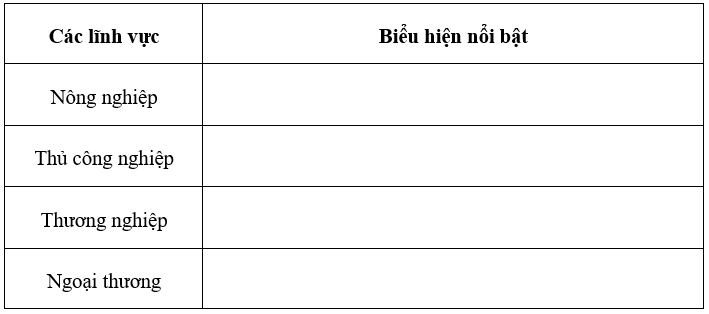 Các lĩnh vực
Biểu hiện nổi bật
Nông nghiệp
Thủ công nghiệp
Thương nghiệp
Ngoại thương